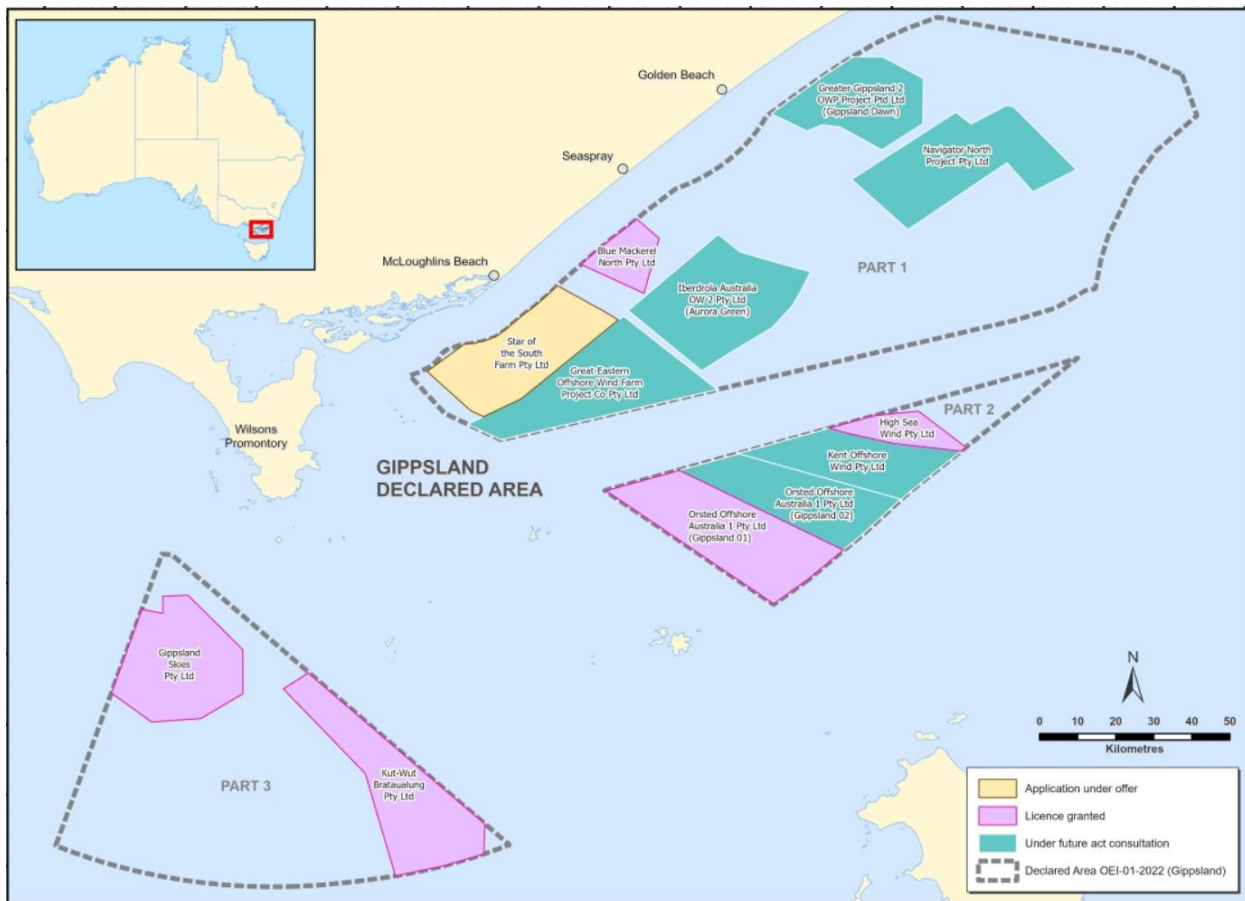 Golden Beach
Greater Gippsland 2
OWP Project Ptd Ltd
(Gippsland Dawn)
Navigator North
Project Pty Ltd
Seaspray
Blue Mackerel
North Pty Ltd
McLoughlins Beach
PART 1
Iberdrola Australia
OW 2 Pty Ltd
(Aurora Green)
Star of
the South
Farm Pty Ltd
Great Eastern
Offshore Wind Farm
Project Co Pty Ltd
PART 2
High Sea
Wind Pty Ltd
Wilsons
Promontory
Kent Offshore
Wind Pty Ltd
GIPPSLAND
DECLARED AREA
Orsted Offshore
Australia 1 Pty Ltd
(Gippsland 02)
Orsted Offshore
Australia 1 Pty Ltd
(Gippsland 01)
Gippsland
Skies
Pty Ltd
PART 3
Kut-Wut
Brataualung
Pty Ltd
N
0 10 20 30 40 50
Kilometres
Application under offer
Licence granted
Under future act consultation
Declared Area OEI-01-2022 (Gippsland)